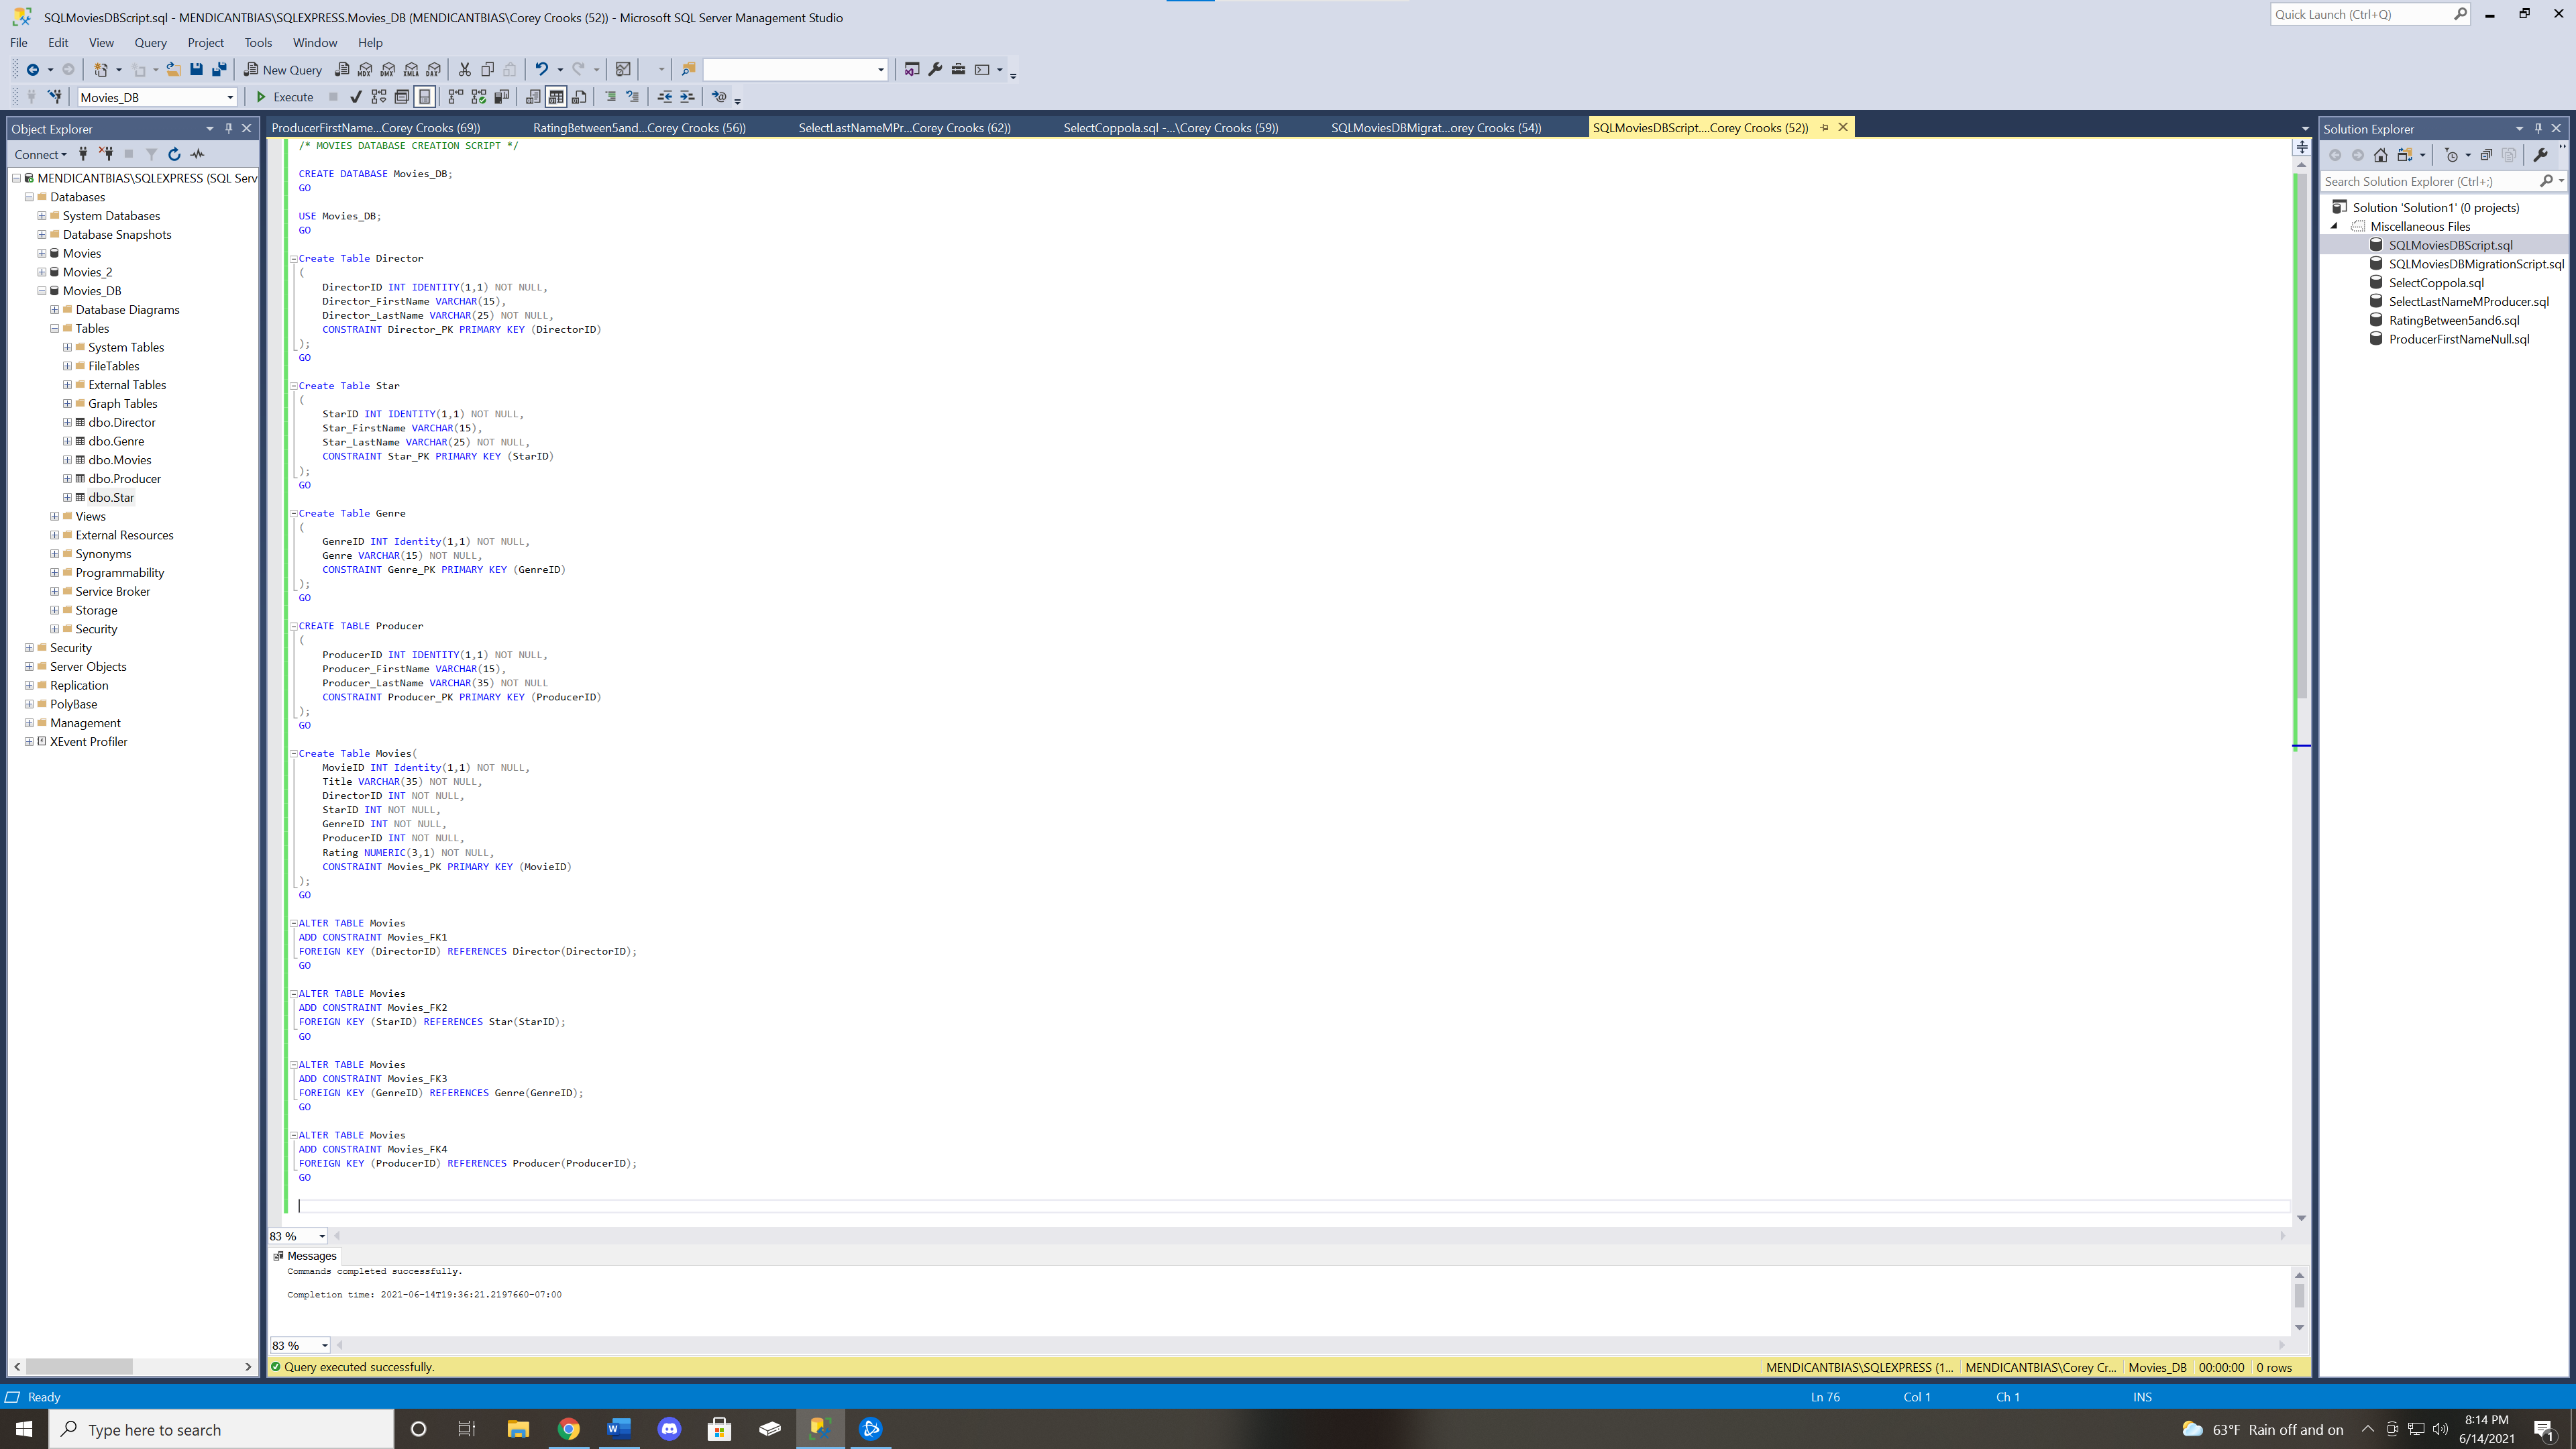 SQLMoviesDBScript.sql - MENDICANTBIAS\SQLEXPRESS.Movies_DB (MENDICANTBIAS\Corey Crooks (52)) - Microsoft SQL Server Management Studio
Quick Launch (Ctrl+Q)
File Edit View Query Project Tools Window Help
New Query
MDX DMX XMLA DAX
Movies_DB
Execute
Object Explorer
Connect
MENDICANTBIAS\SQLEXPRESS (SQL Serv
Databases
System Databases
Database Snapshots
Movies
Movies_2
Movies_DB
Database Diagrams
Tables
System Tables
FileTables
External Tables
Graph Tables
dbo.Director
dbo.Genre
dbo.Movies
dbo.Producer
dbo.Star
Views
External Resources
Synonyms
Programmability
Service Broker
Storage
Security
Security
Server Objects
Replication
PolyBase
Management
XEvent Profiler
ProducerFirstName...Corey Crooks (69)) RatingBetween5and...Corey Crooks (56)) SelectLastNameMPr...Corey Crooks (62)) SelectCoppola.sql -...\Corey Crooks (59)) SQLMoviesDBMigrat...orey Crooks (54)) SQLMoviesDBScript....Corey Crooks (52))
/* MOVIES DATABASE CREATION SCRIPT */
CREATE DATABASE Movies_DB;
GO
USE Movies_DB;
GO
Create Table Director
(
DirectorID INT IDENTITY(1,1) NOT NULL,
Director_FirstName VARCHAR(15),
Director_LastName VARCHAR(25) NOT NULL,
CONSTRAINT Director_PK PRIMARY KEY (DirectorID)
);
GO
Create Table Star
(
StarID INT IDENTITY(1,1) NOT NULL,
Star_FirstName VARCHAR(15),
Star_LastName VARCHAR(25) NOT NULL,
CONSTRAINT Star_PK PRIMARY KEY (StarID)
);
GO
Create Table Genre
(
GenreID INT Identity(1,1) NOT NULL,
Genre VARCHAR(15) NOT NULL,
CONSTRAINT Genre_PK PRIMARY KEY (GenreID)
);
GO
CREATE TABLE Producer
(
ProducerID INT IDENTITY(1,1) NOT NULL,
Producer_FirstName VARCHAR(15),
Producer_LastName VARCHAR(35) NOT NULL
CONSTRAINT Producer_PK PRIMARY KEY (ProducerID)
);
GO
Create Table Movies(
MovieID INT Identity(1,1) NOT NULL,
Title VARCHAR(35) NOT NULL,
DirectorID INT NOT NULL,
StarID INT NOT NULL,
GenreID INT NOT NULL,
ProducerID INT NOT NULL,
Rating NUMERIC(3,1) NOT NULL,
CONSTRAINT Movies_PK PRIMARY KEY (MovieID)
);
GO
ALTER TABLE Movies
ADD CONSTRAINT Movies_FK1
FOREIGN KEY (DirectorID) REFERENCES Director(DirectorID);
GO
ALTER TABLE Movies
ADD CONSTRAINT Movies_FK2
FOREIGN KEY (StarID) REFERENCES Star(StarID);
GO
ALTER TABLE Movies
ADD CONSTRAINT Movies_FK3
FOREIGN KEY (GenreID) REFERENCES Genre(GenreID);
GO
ALTER TABLE Movies
ADD CONSTRAINT Movies_FK4
FOREIGN KEY (ProducerID) REFERENCES Producer(ProducerID);
GO
83 %
Messages
Commands completed successfully.
Completion time: 2021-06-14T19:36:21.2197660-07:00
83 %
Query executed successfully.
MENDICANTBIAS\SQLEXPRESS (1... MENDICANTBIAS\Corey Cr... Movies_DB 00:00:00 0 rows
Solution Explorer
Search Solution Explorer (Ctrl+;)
Solution 'Solution1' (0 projects)
Miscellaneous Files
SQLMoviesDBScript.sql
SQLMoviesDBMigrationScript.sql
SelectCoppola.sql
SelectLastNameMProducer.sql
RatingBetween5and6.sql
ProducerFirstNameNull.sql
Ready Ln 76 Col 1 Ch 1 INS
Type here to search
63°F Rain off and on
8:14 PM
6/14/2021
1